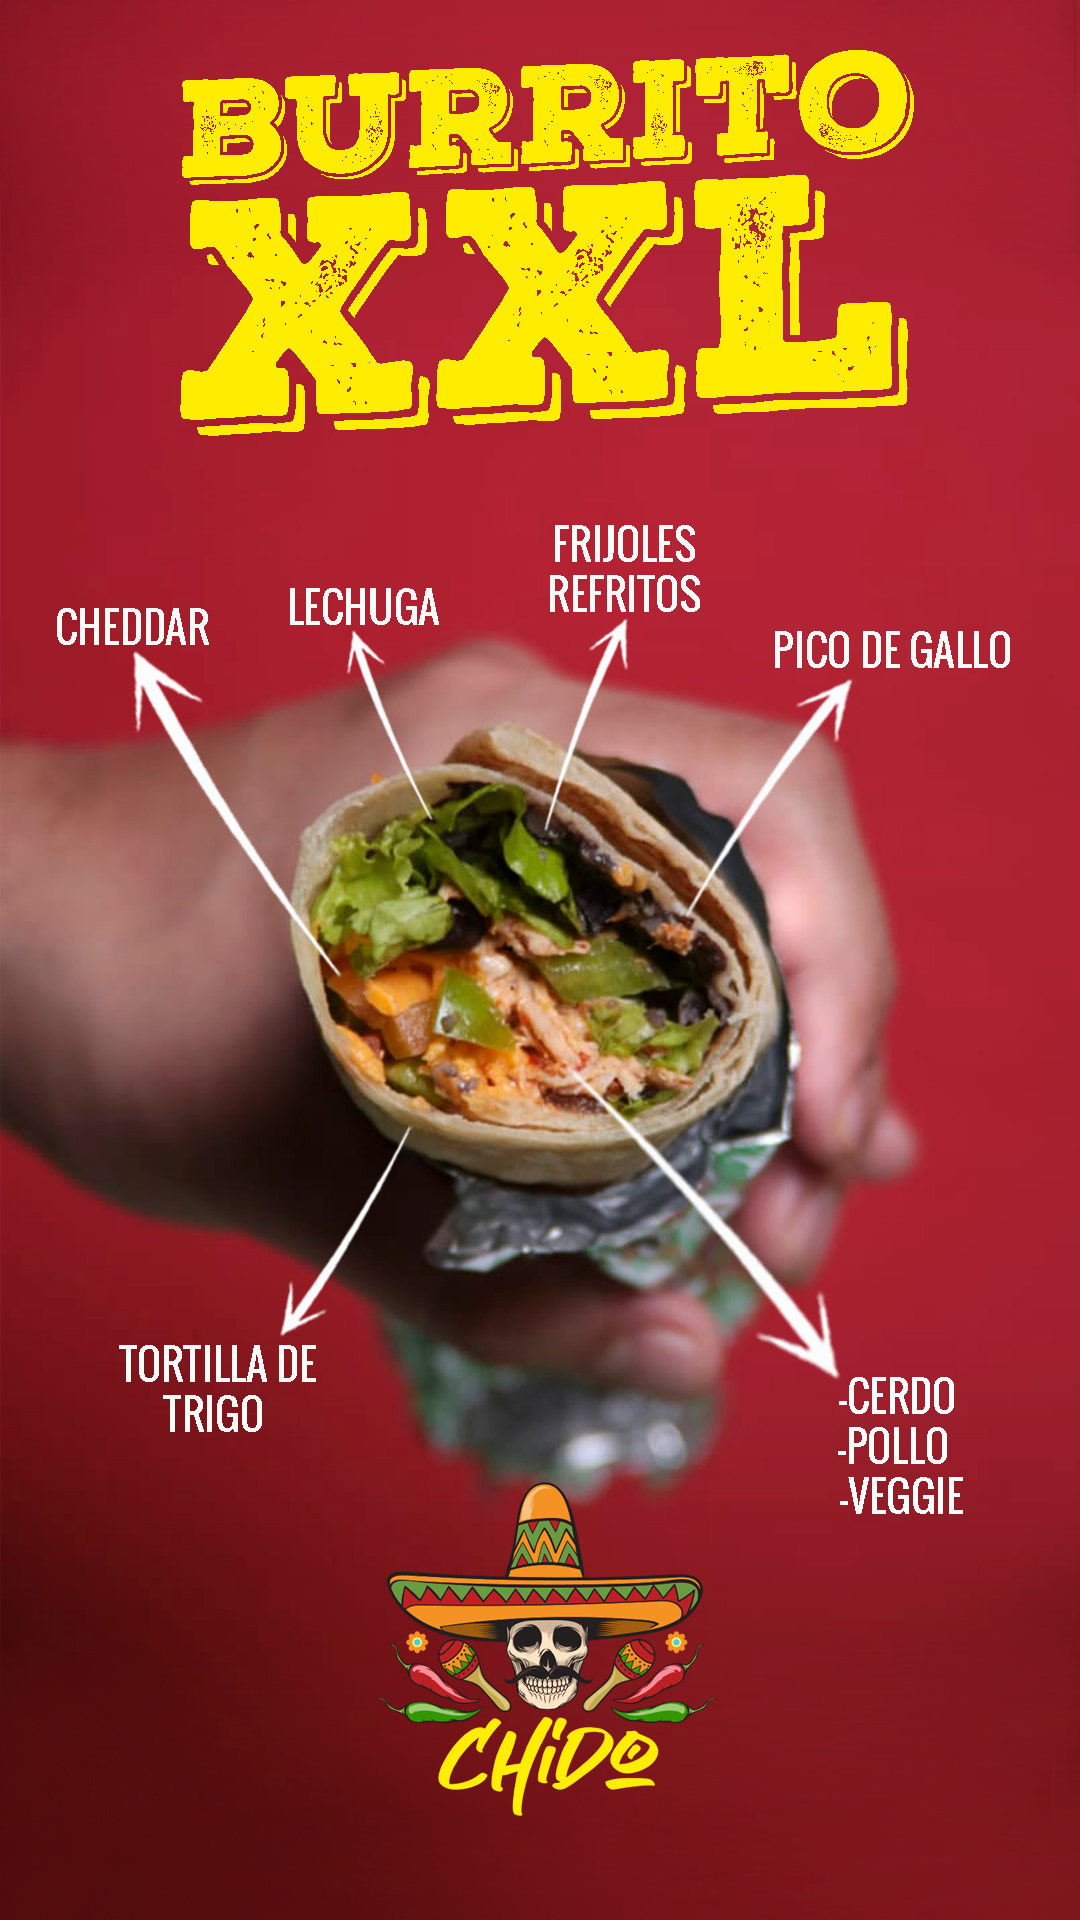 BURRITO
XXL
FRIJOLES
REFRITOS
LECHUGA
CHEDDAR
PICO DE GALLO
TORTILLA DE
TRIGO
-CERDO
-POLLO
-VEGGIE
CHiDO